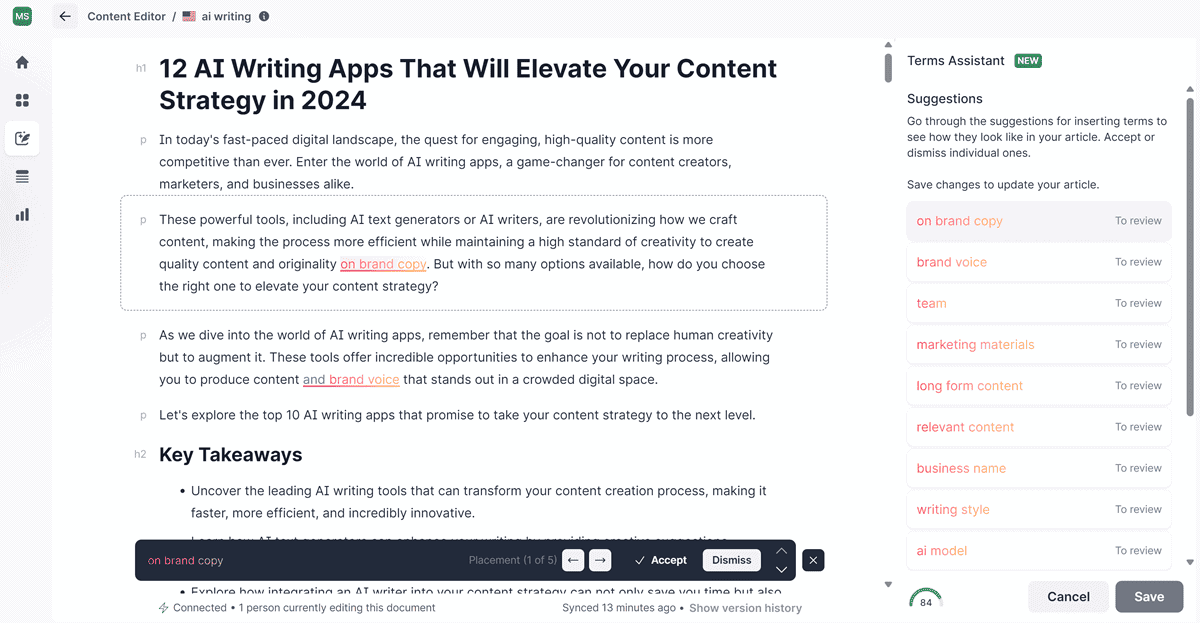 MS
Content Editor / ai writing
h1 12 AI Writing Apps That Will Elevate Your Content
Strategy in 2024
p In today's fast-paced digital landscape, the quest for engaging, high-quality content is more
competitive than ever. Enter the world of AI writing apps, a game-changer for content creators,
marketers, and businesses alike.
p These powerful tools, including AI text generators or AI writers, are revolutionizing how we craft
content, making the process more efficient while maintaining a high standard of creativity to create
quality content and originality on brand copy. But with so many options available, how do you choose
the right one to elevate your content strategy?
p As we dive into the world of AI writing apps, remember that the goal is not to replace human creativity
but to augment it. These tools offer incredible opportunities to enhance your writing process, allowing
you to produce content and brand voice that stands out in a crowded digital space.
p Let's explore the top 10 AI writing apps that promise to take your content strategy to the next level.
h2 Key Takeaways
• Uncover the leading AI writing tools that can transform your content creation process, making it
faster, more efficient, and incredibly innovative.
on brand copy Placement (1 of 5) ← → Accept Dismiss
• Explore how integrating an AI writer into your content strategy can not only save you time but also
Connected • 1 person currently editing this document Synced 13 minutes ago • Show version history
Terms Assistant NEW
Suggestions
Go through the suggestions for inserting terms to
see how they look like in your article. Accept or
dismiss individual ones.
Save changes to update your article.
on brand copy To review
brand voice To review
team To review
marketing materials To review
long form content To review
relevant content To review
business name To review
writing style To review
ai model To review
84 Cancel Save